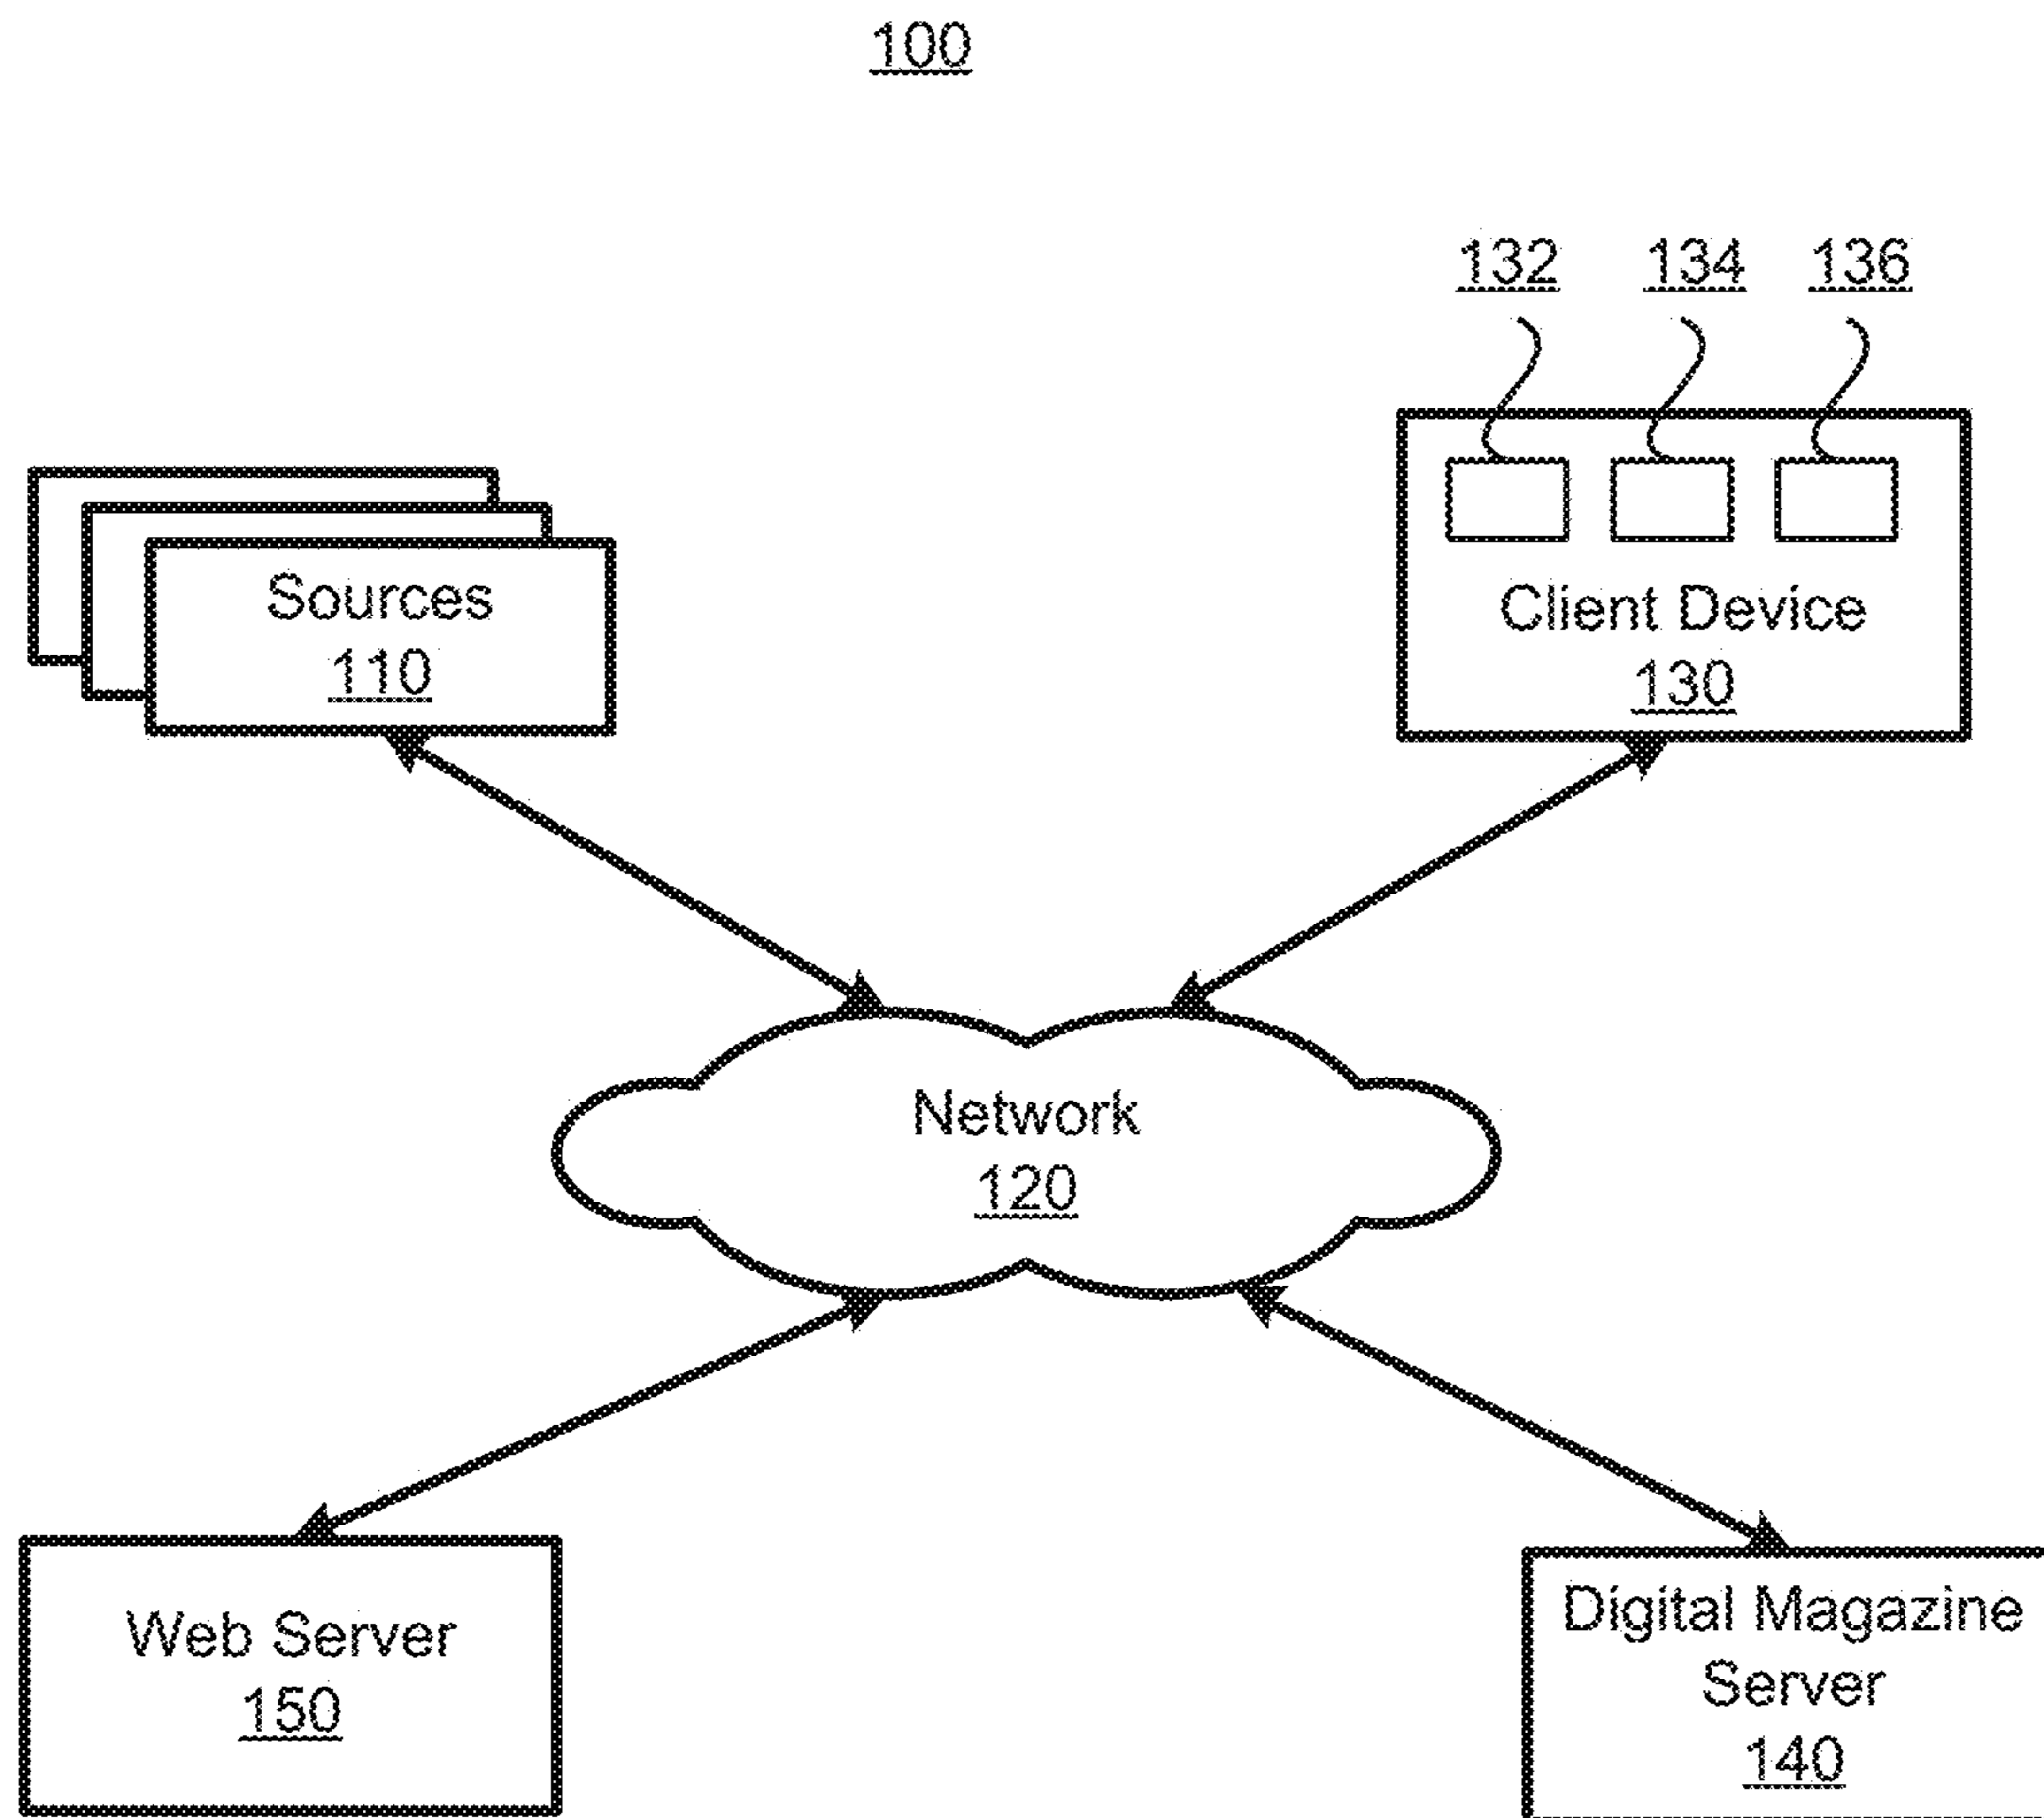 100
132 134 136
Sources
110
Client Device
130
Network
120
Web Server
150
Digital Magazine
Server
140